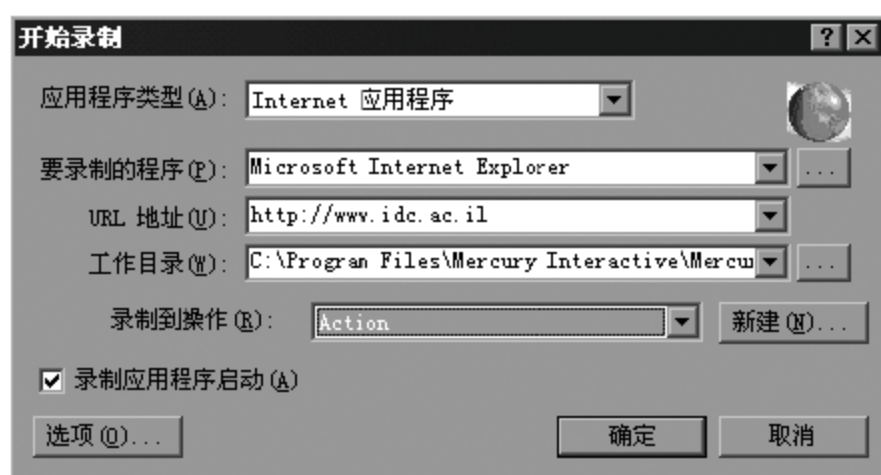 开始录制
应用程序类型(A): Internet 应用程序
要录制的程序(P): Microsoft Internet Explorer ...
URL 地址(U): http://www.idc.ac.il
工作目录(W): C:\Program Files\Mercury Interactive\Mercu ...
录制到操作(R): Action 新建(N)...
录制应用程序启动(A)
选项(O)... 确定 取消